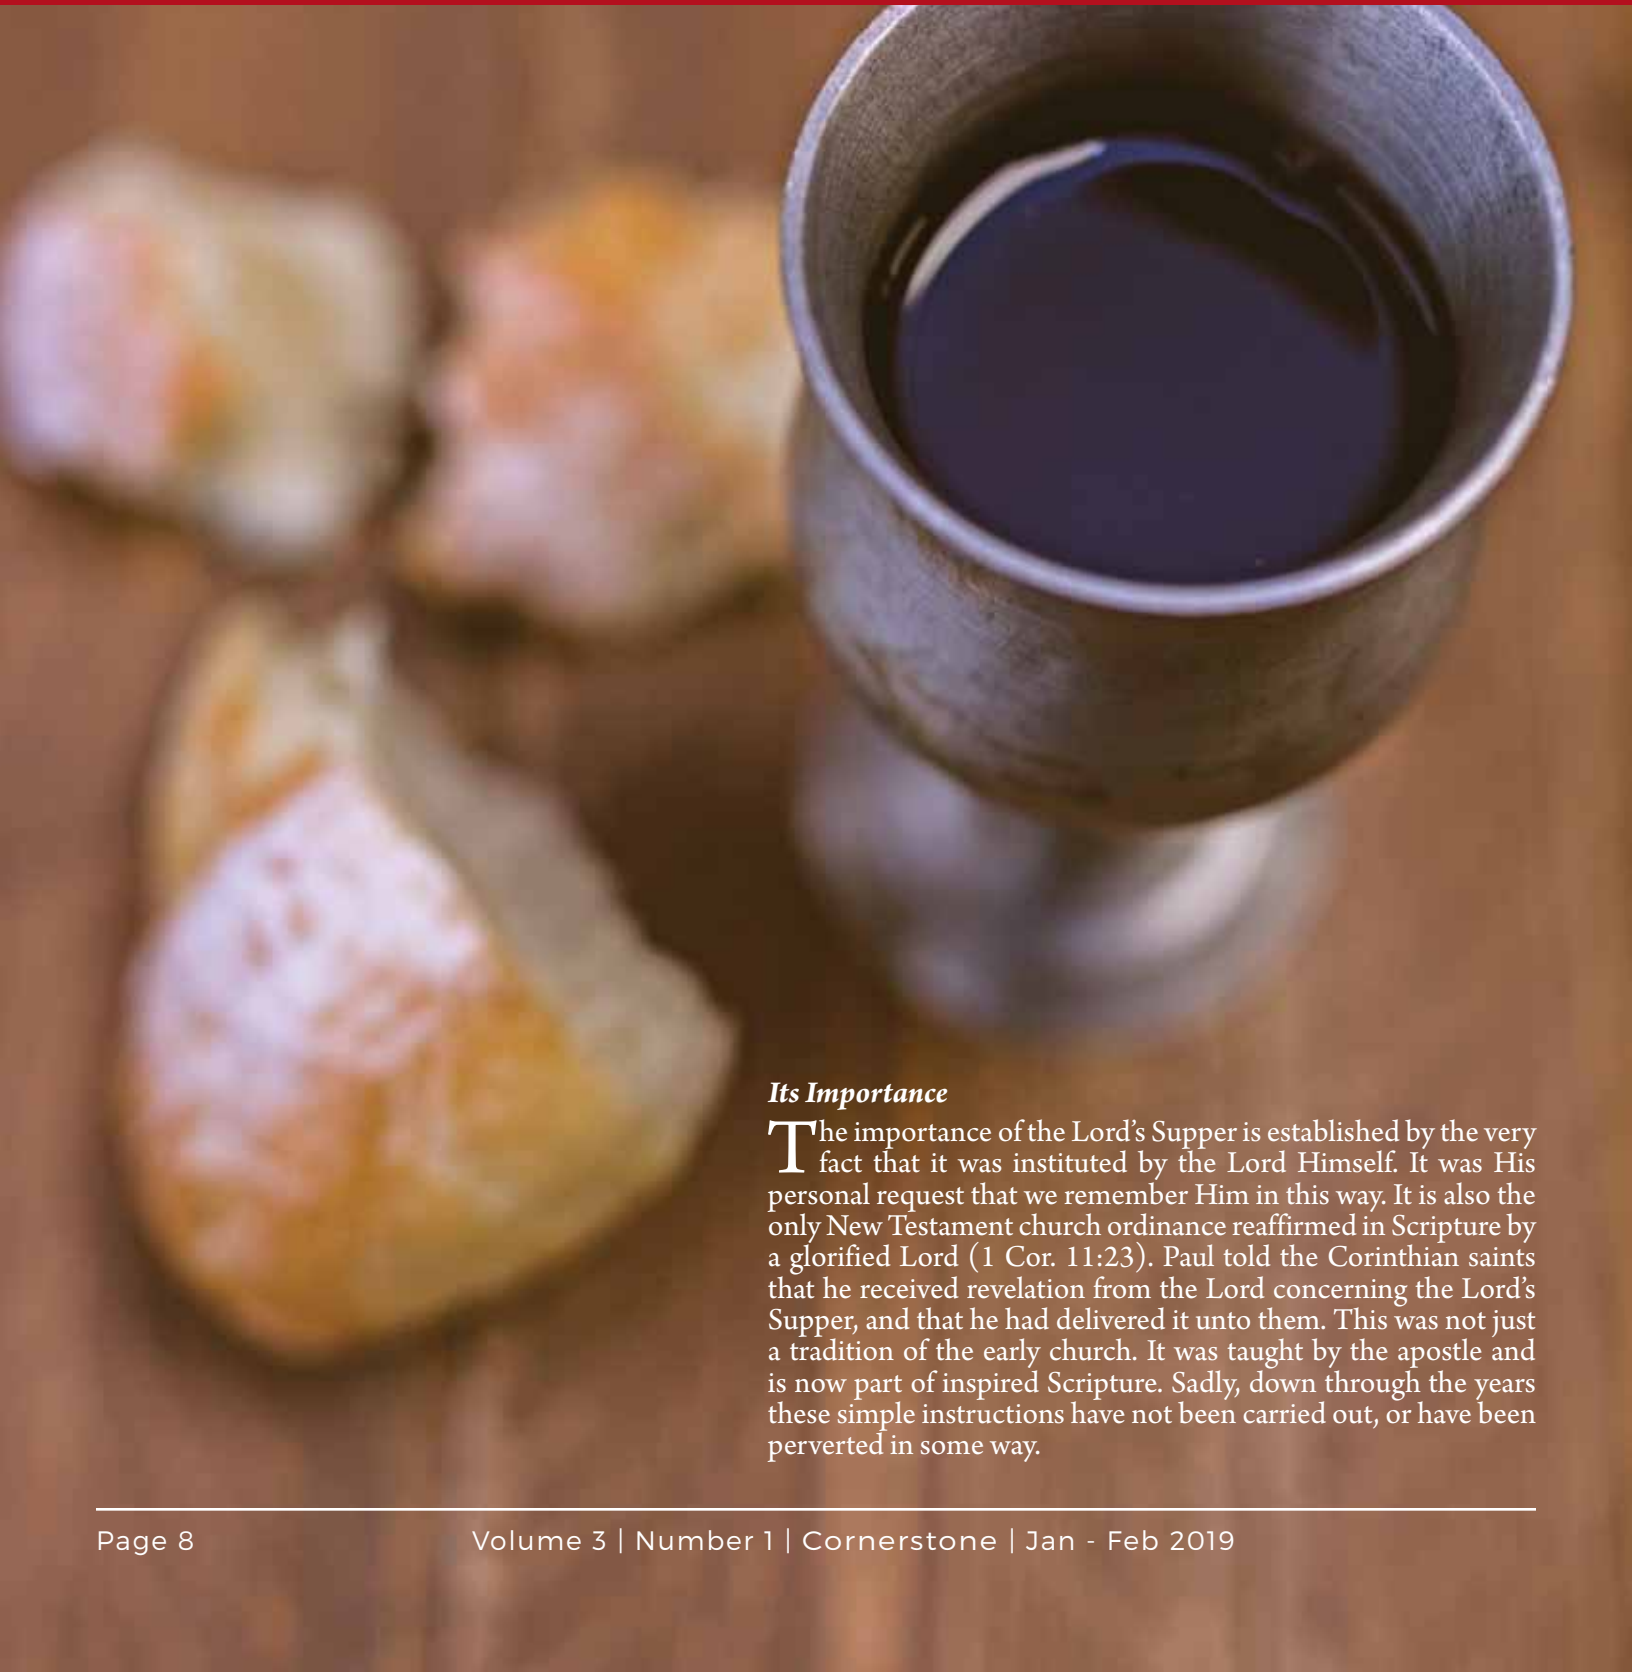 Its Importance
The importance of the Lord’s Supper is established by the very
fact that it was instituted by the Lord Himself. It was His
personal request that we remember Him in this way. It is also the
only New Testament church ordinance reaffirmed in Scripture by
a glorified Lord (1 Cor. 11:23). Paul told the Corinthian saints
that he received revelation from the Lord concerning the Lord’s
Supper, and that he had delivered it unto them. This was not just
a tradition of the early church. It was taught by the apostle and
is now part of inspired Scripture. Sadly, down through the years
these simple instructions have not been carried out, or have been
perverted in some way.
Page 8
Volume 3 | Number 1 | Cornerstone | Jan - Feb 2019